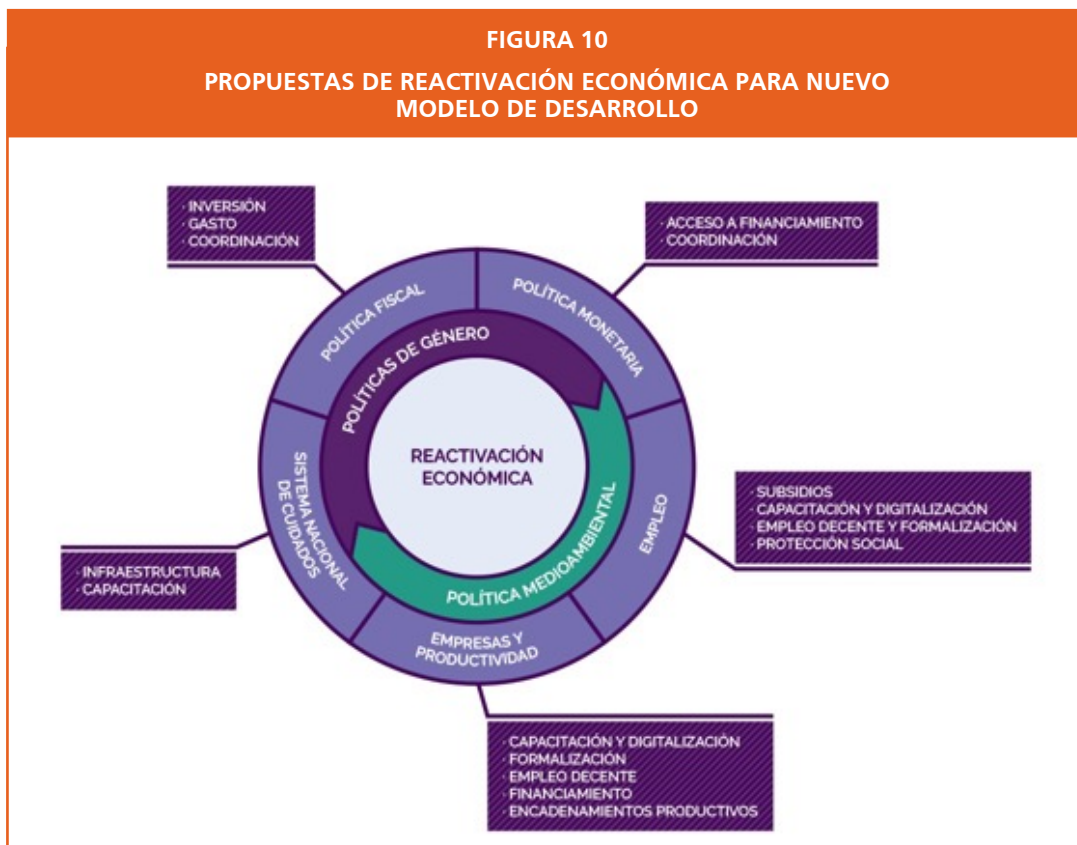 FIGURA 10
PROPUESTAS DE REACTIVACIÓN ECONÓMICA PARA NUEVO
MODELO DE DESARROLLO
· INVERSIÓN
· GASTO
· COORDINACIÓN
· ACCESO A FINANCIAMIENTO
· COORDINACIÓN
POLÍTICA FISCAL
POLÍTICA MONETARIA
POLÍTICAS DE GÉNERO
REACTIVACIÓN
ECONÓMICA
SISTEMA NACIONAL
DE CUIDADOS
EMPLEO
POLÍTICA MEDIOAMBIENTAL
EMPRESAS Y
PRODUCTIVIDAD
· SUBSIDIOS
· CAPACITACIÓN Y DIGITALIZACIÓN
· EMPLEO DECENTE Y FORMALIZACIÓN
· PROTECCIÓN SOCIAL
· INFRAESTRUCTURA
· CAPACITACIÓN
· CAPACITACIÓN Y DIGITALIZACIÓN
· FORMALIZACIÓN
· EMPLEO DECENTE
· FINANCIAMIENTO
· ENCADENAMIENTOS PRODUCTIVOS